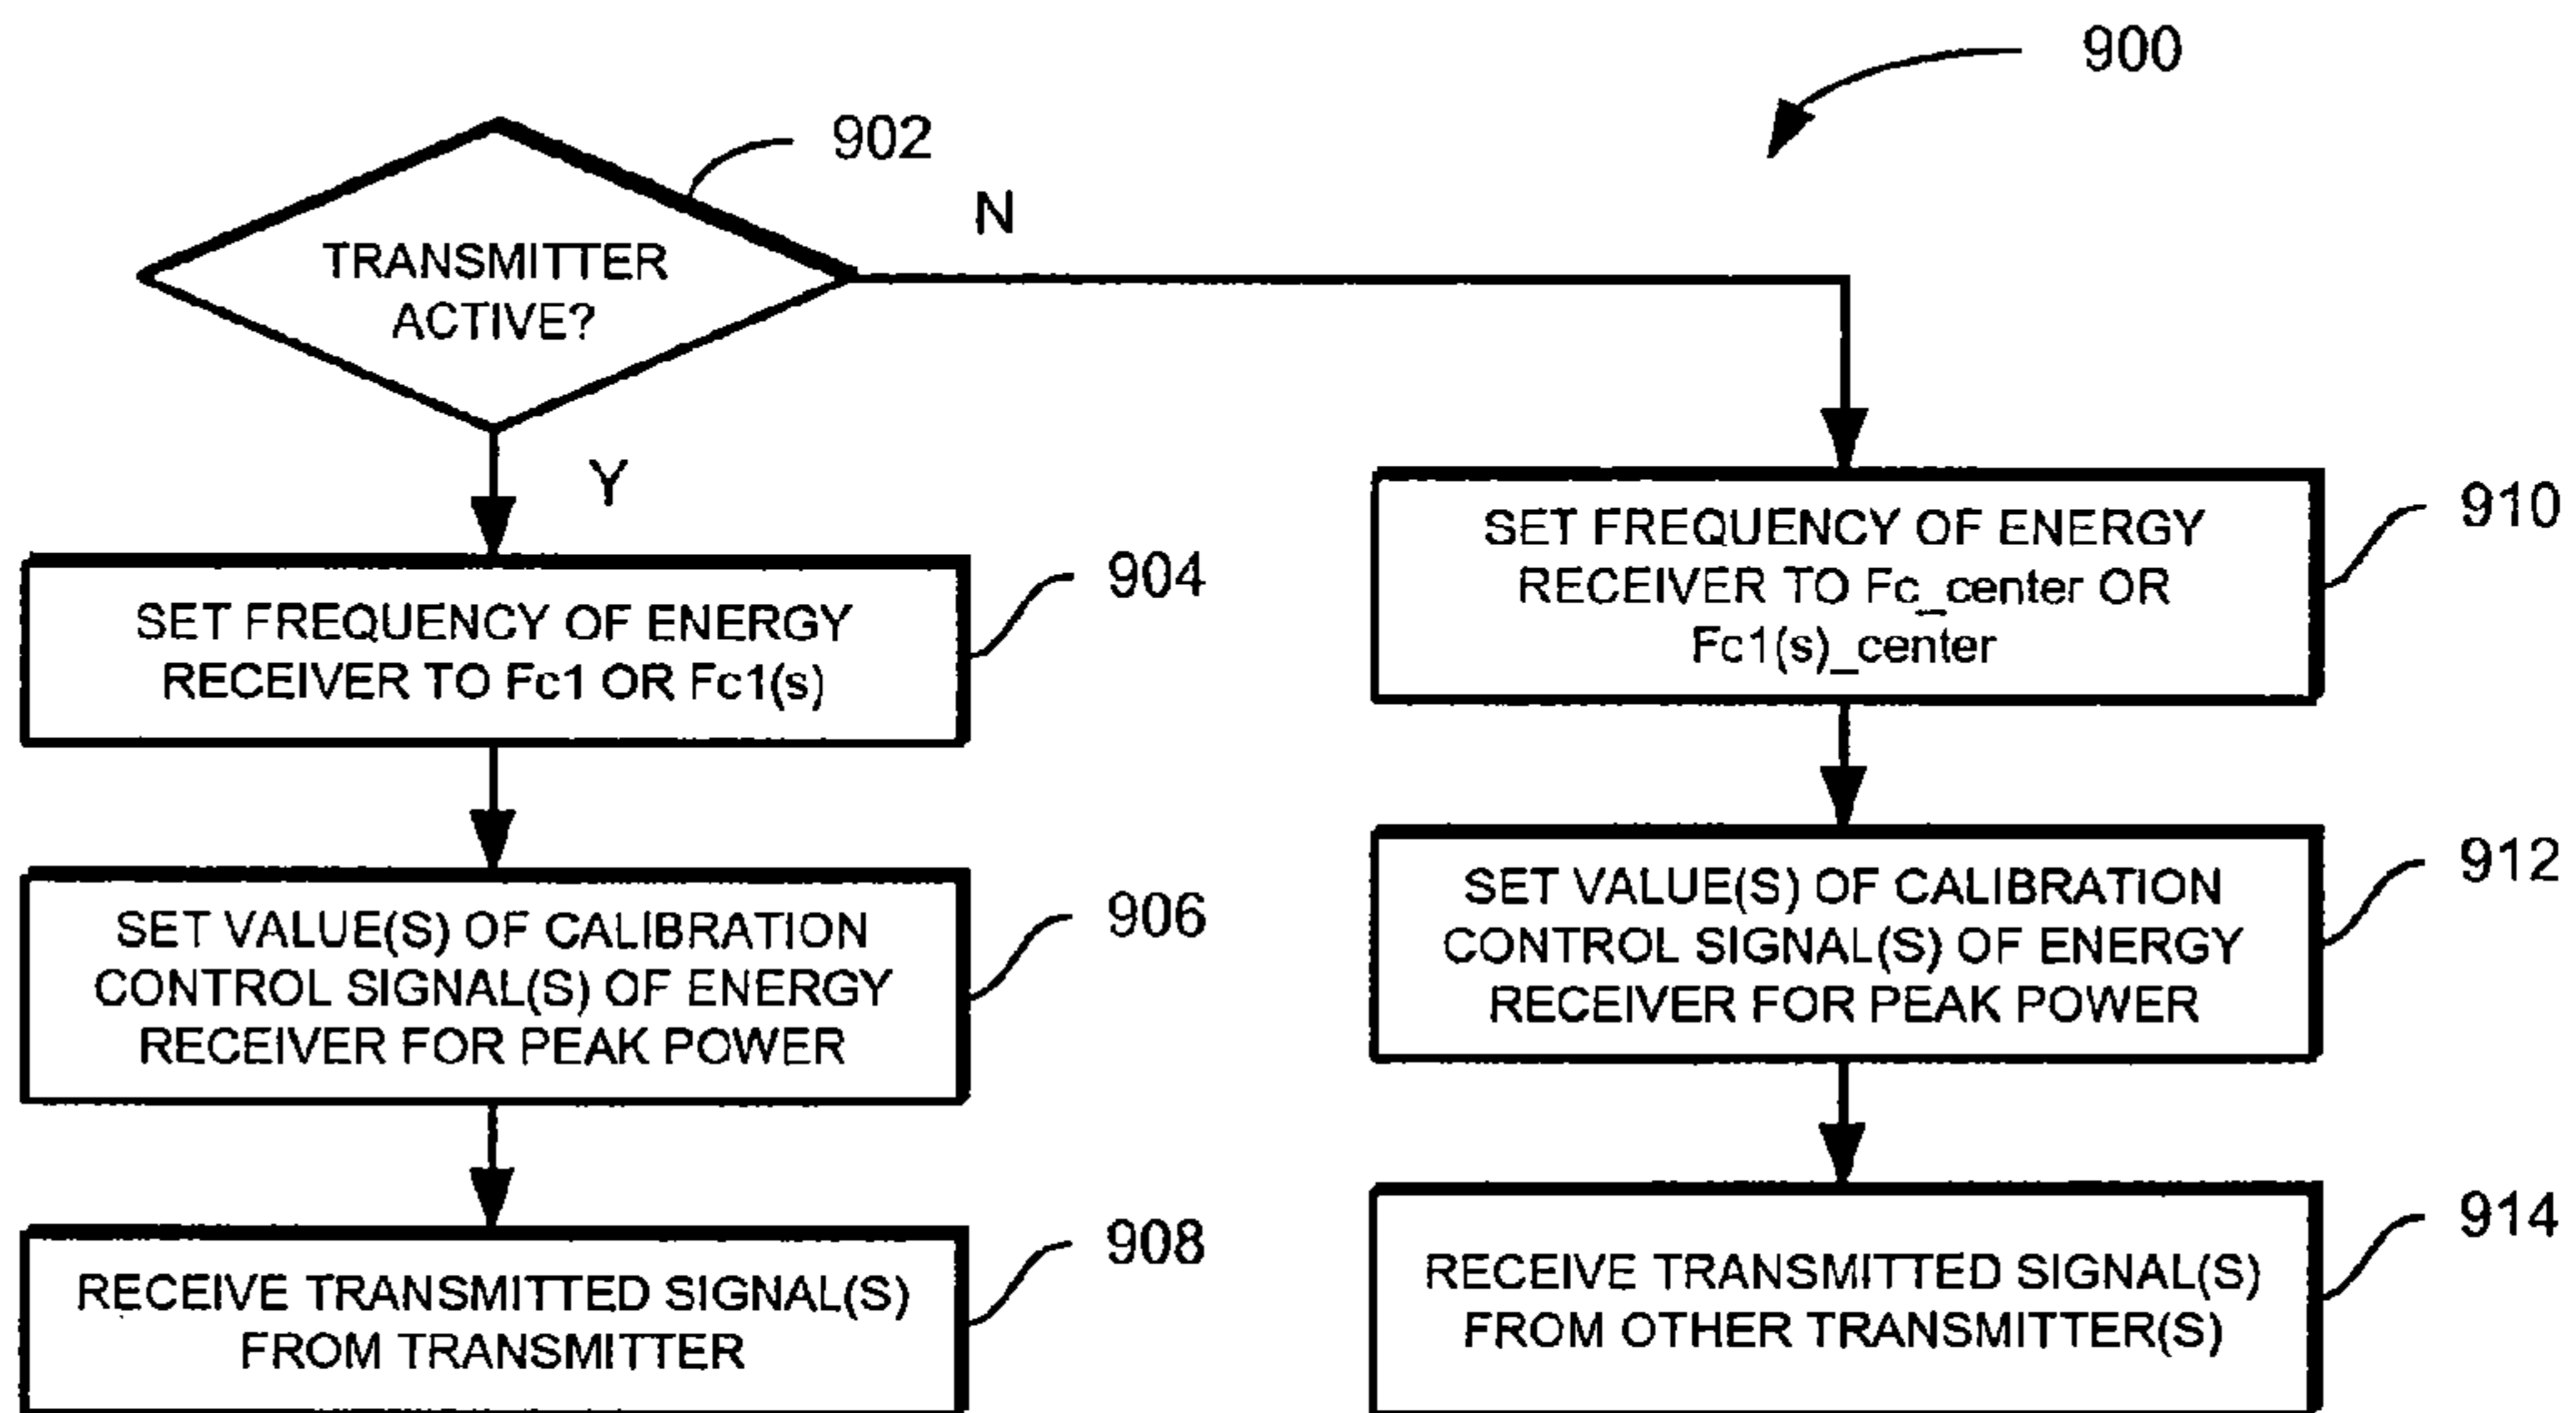 900
902
TRANSMITTER
ACTIVE?
N
Y
SET FREQUENCY OF ENERGY
RECEIVER TO Fc1 OR Fc1(s)
904
SET VALUE(S) OF CALIBRATION
CONTROL SIGNAL(S) OF ENERGY
RECEIVER FOR PEAK POWER
906
RECEIVE TRANSMITTED SIGNAL(S)
FROM TRANSMITTER
908
SET FREQUENCY OF ENERGY
RECEIVER TO Fc_center OR
Fc1(s)_center
910
SET VALUE(S) OF CALIBRATION
CONTROL SIGNAL(S) OF ENERGY
RECEIVER FOR PEAK POWER
912
RECEIVE TRANSMITTED SIGNAL(S)
FROM OTHER TRANSMITTER(S)
914